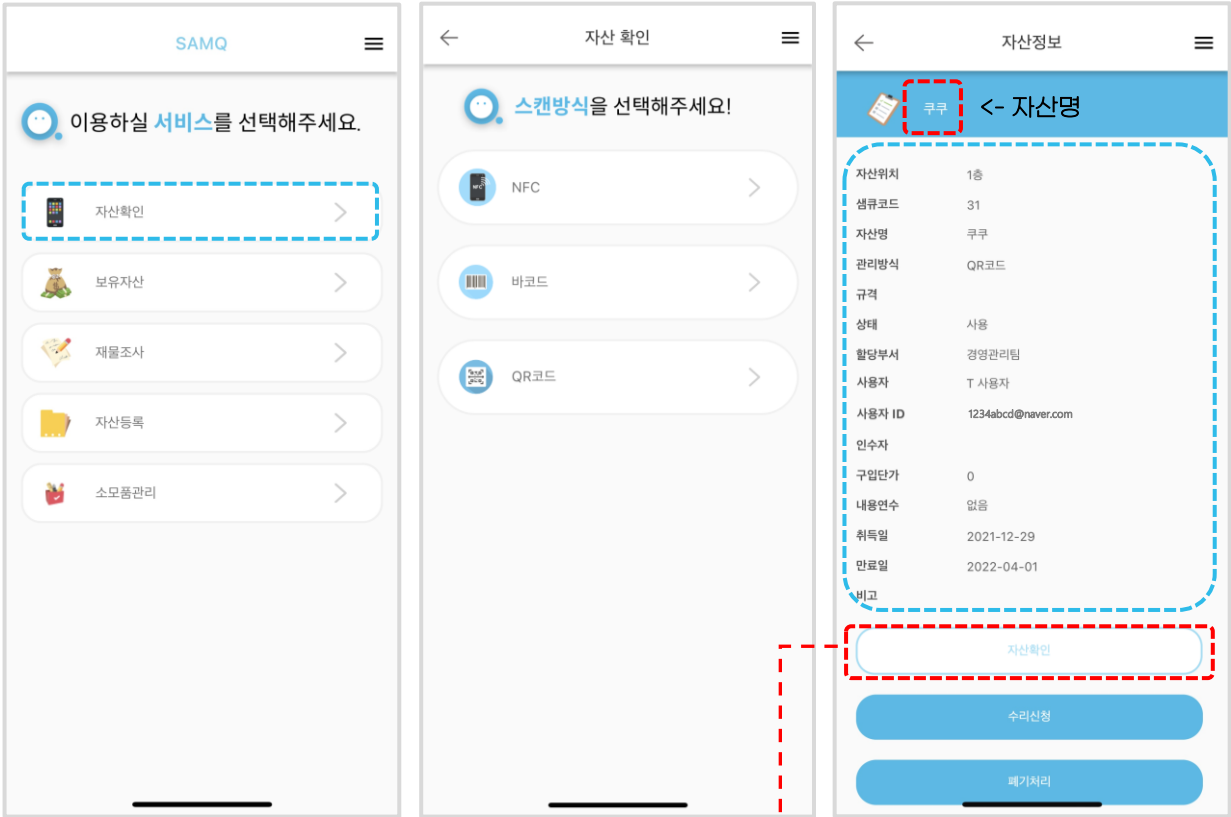 SAMQ
이용하실 서비스를 선택해주세요.
자산확인
보유자산
재물조사
자산등록
소모품관리
자산 확인
스캔방식을 선택해주세요!
NFC
NFC
바코드
QR코드
자산정보
쿠쿠 <- 자산명
자산위치 1층
샘큐코드 31
자산명 쿠쿠
관리방식 QR코드
규격
상태 사용
할당부서 경영관리팀
사용자 T 사용자
사용자 ID 1234abcd@naver.com
인수자
구입단가 0
내용연수 없음
취득일 2021-12-29
만료일 2022-04-01
비고
자산확인
수리신청
폐기처리